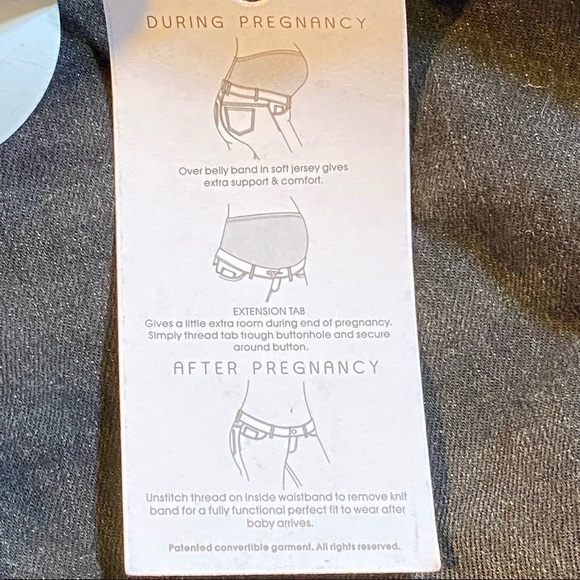 DURING PREGNANCY
Over belly band in soft jersey gives
extra support & comfort.
EXTENSION TAB
Gives a little extra room during end of pregnancy.
Simply thread tab trough buttonhole and secure
around button.
AFTER PREGNANCY
Unstitch thread on inside waistband to remove knit
band for a fully functional perfect fit to wear after
baby arrives.
Patented convertible garment. All rights reserved.